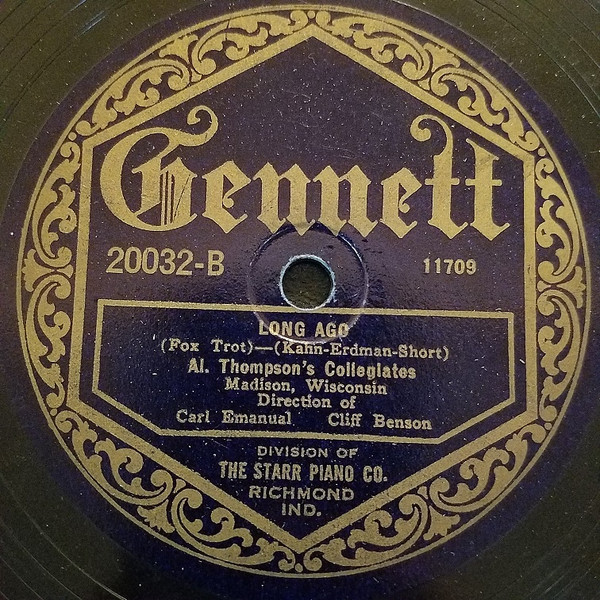 Gennett
20032-B 11709
LONG AGO
(Fox Trot)—(Kahn-Erdman-Short)
Al. Thompson's Collegiates
Madison, Wisconsin
Direction of
Carl Emanual Cliff Benson
DIVISION OF
THE STARR PIANO CO.
RICHMOND
IND.